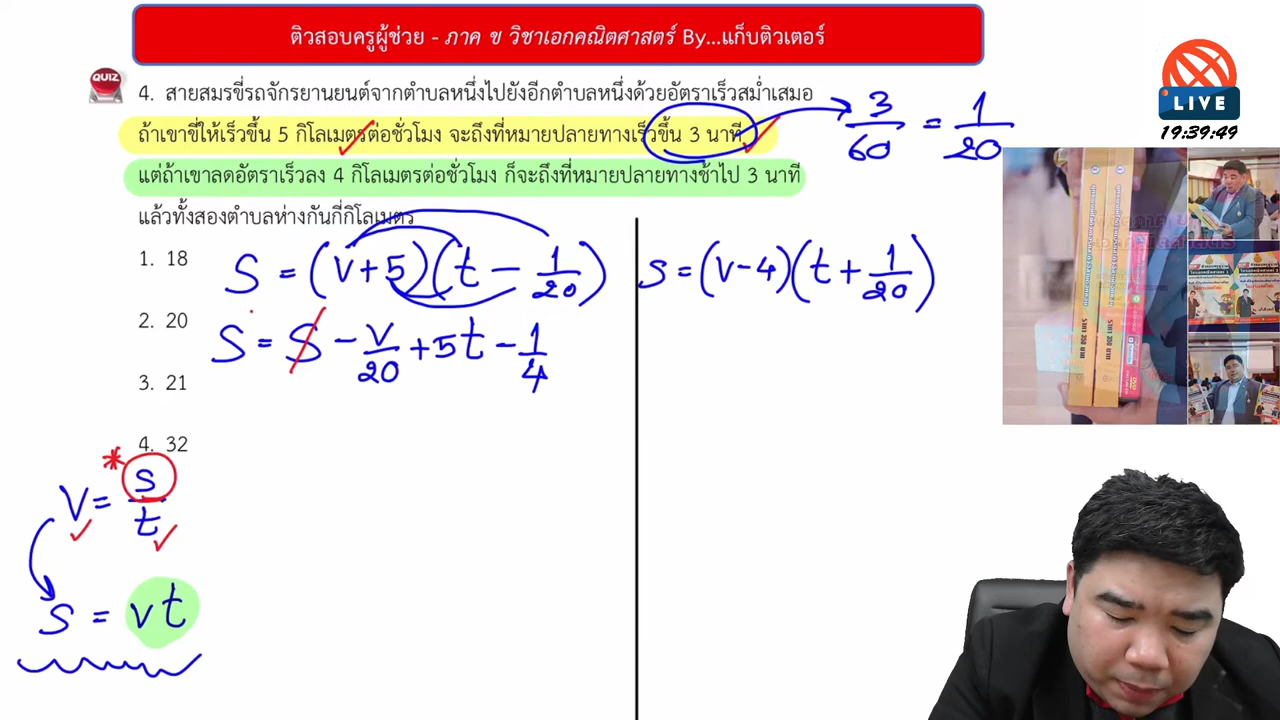 ติวสอบครูผู้ช่วย - ภาค ข วิชาเอกคณิตศาสตร์ By...แก็บติวเตอร์
QUIZ
4. สายสมรขี่รถจักรยานยนต์จากตำบลหนึ่งไปยังอีกตำบลหนึ่งด้วยอัตราเร็วสม่ำเสมอ
ถ้าเขาขี่ให้เร็วขึ้น 5 กิโลเมตรต่อชั่วโมง จะถึงที่หมายปลายทางเร็วขึ้น 3 นาที
แต่ถ้าเขาลดอัตราเร็วลง 4 กิโลเมตรต่อชั่วโมง ก็จะถึงที่หมายปลายทางช้าไป 3 นาที
แล้วทั้งสองตำบลห่างกันกี่กิโลเมตร
3/60 = 1/20
LIVE
19:39:49
1. 18
2. 20
3. 21
4. 32
S = (v+5)(t - 1/20)
S = S - v/20 + 5t - 1/4
S = (v-4)(t + 1/20)
* v = s/t
s = vt